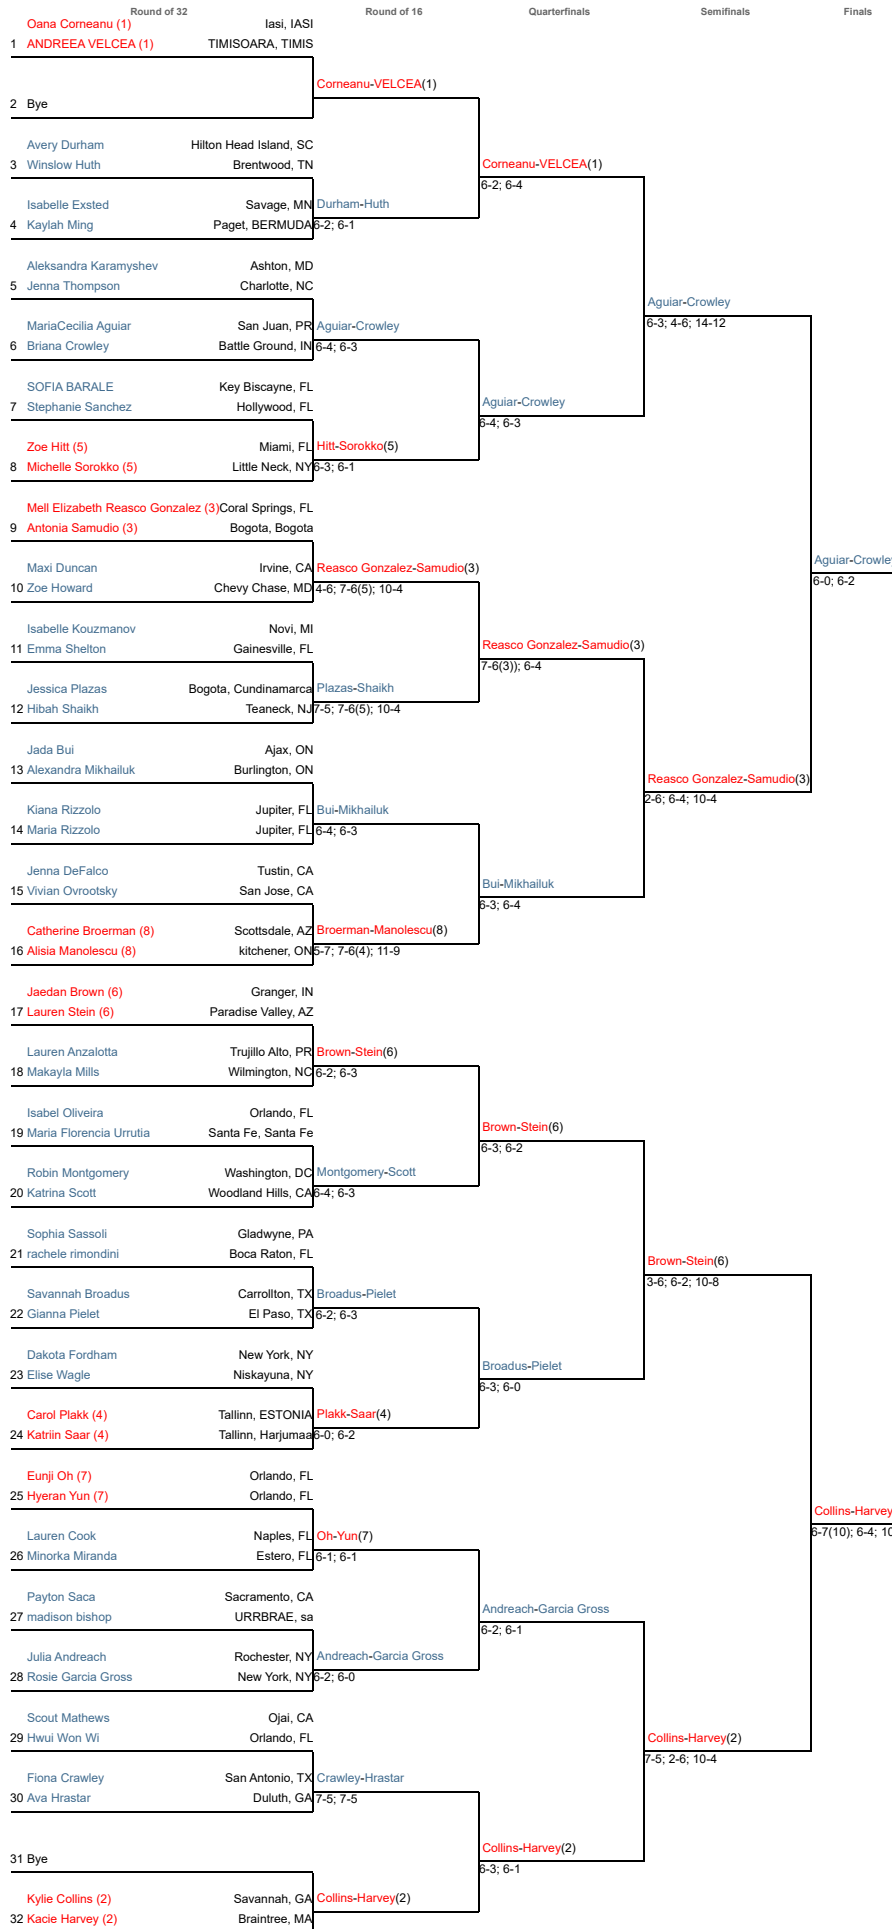 Round of 32 Round of 16 Quarterfinals Semifinals Finals
Oana Corneanu (1) Iasi, IASI
1 ANDREEA VELCEA (1) TIMISOARA, TIMIS
Corneanu-VELCEA(1)
2 Bye
Avery Durham Hilton Head Island, SC
3 Winslow Huth Brentwood, TN
Corneanu-VELCEA(1)
6-2; 6-4
Isabelle Exsted Savage, MN Durham-Huth
4 Kaylah Ming Paget, BERMUDA 6-2; 6-1
Aleksandra Karamyshev Ashton, MD
5 Jenna Thompson Charlotte, NC
Aguiar-Crowley
6-3; 4-6; 14-12
MariaCecilia Aguiar San Juan, PR Aguiar-Crowley
6 Briana Crowley Battle Ground, IN 6-4; 6-3
SOFIA BARALE Key Biscayne, FL
7 Stephanie Sanchez Hollywood, FL
Aguiar-Crowley
6-4; 6-3
Zoe Hitt (5) Miami, FL Hitt-Sorokko(5)
8 Michelle Sorokko (5) Little Neck, NY 6-3; 6-1
Mell Elizabeth Reasco Gonzalez (3) Coral Springs, FL
9 Antonia Samudio (3) Bogota, Bogota
Aguiar-Crowley
6-0; 6-2
Maxi Duncan Irvine, CA Reasco Gonzalez-Samudio(3)
10 Zoe Howard Chevy Chase, MD 4-6; 7-6(5); 10-4
Isabelle Kouzmanov Novi, MI
11 Emma Shelton Gainesville, FL
Reasco Gonzalez-Samudio(3)
7-6(3)); 6-4
Jessica Plazas Bogota, Cundinamarca Plazas-Shaikh
12 Hibah Shaikh Teaneck, NJ 7-5; 7-6(5); 10-4
Jada Bui Ajax, ON
13 Alexandra Mikhailuk Burlington, ON
Reasco Gonzalez-Samudio(3)
2-6; 6-4; 10-4
Kiana Rizzolo Jupiter, FL Bui-Mikhailuk
14 Maria Rizzolo Jupiter, FL 6-4; 6-3
Jenna DeFalco Tustin, CA
15 Vivian Ovrootsky San Jose, CA
Bui-Mikhailuk
6-3; 6-4
Catherine Broerman (8) Scottsdale, AZ Broerman-Manolescu(8)
16 Alisia Manolescu (8) kitchener, ON 5-7; 7-6(4); 11-9
Jaedan Brown (6) Granger, IN
17 Lauren Stein (6) Paradise Valley, AZ
Lauren Anzalotta Trujillo Alto, PR Brown-Stein(6)
18 Makayla Mills Wilmington, NC 6-2; 6-3
Isabel Oliveira Orlando, FL
19 Maria Florencia Urrutia Santa Fe, Santa Fe
Brown-Stein(6)
6-3; 6-2
Robin Montgomery Washington, DC Montgomery-Scott
20 Katrina Scott Woodland Hills, CA 6-4; 6-3
Sophia Sassoli Gladwyne, PA
21 rachele rimondini Boca Raton, FL
Brown-Stein(6)
3-6; 6-2; 10-8
Savannah Broadus Carrollton, TX Broadus-Pielet
22 Gianna Pielet El Paso, TX 6-2; 6-3
Dakota Fordham New York, NY
23 Elise Wagle Niskayuna, NY
Broadus-Pielet
6-3; 6-0
Carol Plakk (4) Tallinn, ESTONIA Plakk-Saar(4)
24 Katriin Saar (4) Tallinn, Harjumaa 6-0; 6-2
Eunji Oh (7) Orlando, FL
25 Hyeran Yun (7) Orlando, FL
Collins-Harvey
6-7(10); 6-4; 10
Lauren Cook Naples, FL Oh-Yun(7)
26 Minorka Miranda Estero, FL 6-1; 6-1
Payton Saca Sacramento, CA
27 madison bishop URRBRAE, sa
Andreach-Garcia Gross
6-2; 6-1
Julia Andreach Rochester, NY Andreach-Garcia Gross
28 Rosie Garcia Gross New York, NY 6-2; 6-0
Scout Mathews Ojai, CA
29 Hwui Won Wi Orlando, FL
Collins-Harvey(2)
7-5; 2-6; 10-4
Fiona Crawley San Antonio, TX Crawley-Hrastar
30 Ava Hrastar Duluth, GA 7-5; 7-5
31 Bye
Collins-Harvey(2)
6-3; 6-1
Kylie Collins (2) Savannah, GA Collins-Harvey(2)
32 Kacie Harvey (2) Braintree, MA